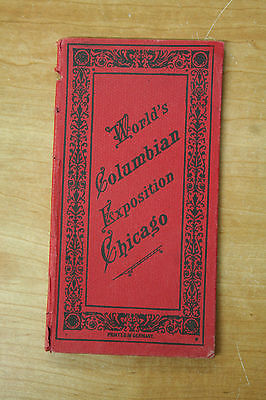 World's
Columbian
Exposition
Chicago
PRINTED IN GERMANY.